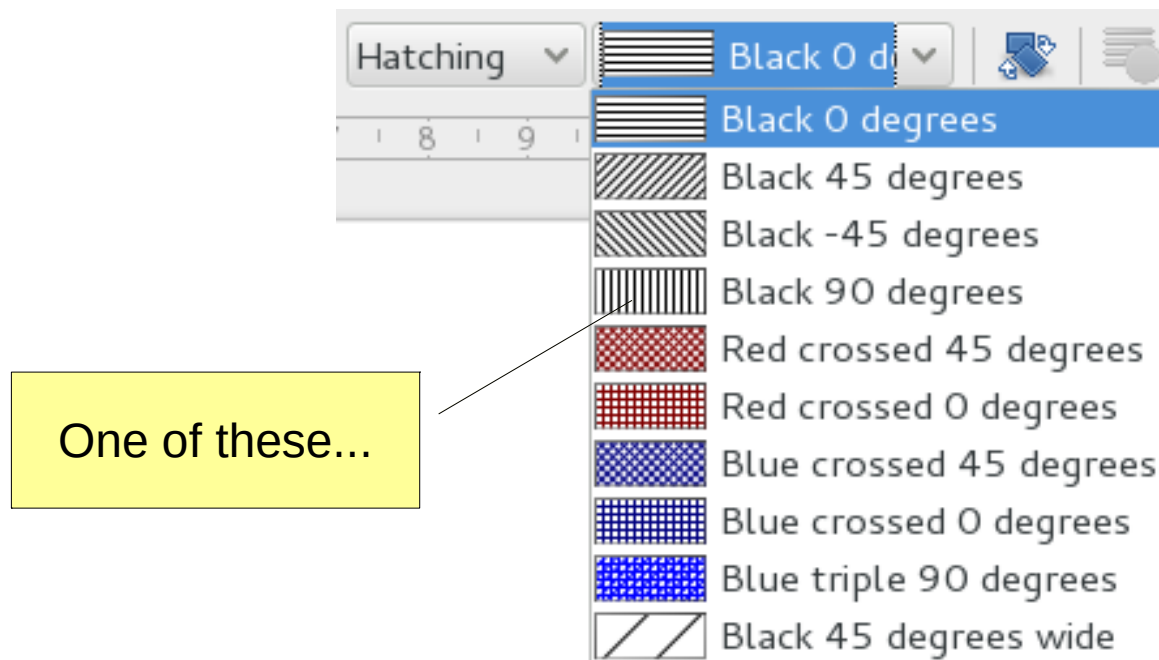 Hatching
Black 0 d
8 9
Black 0 degrees
Black 45 degrees
Black -45 degrees
Black 90 degrees
Red crossed 45 degrees
Red crossed 0 degrees
One of these...
Blue crossed 45 degrees
Blue crossed 0 degrees
Blue triple 90 degrees
Black 45 degrees wide